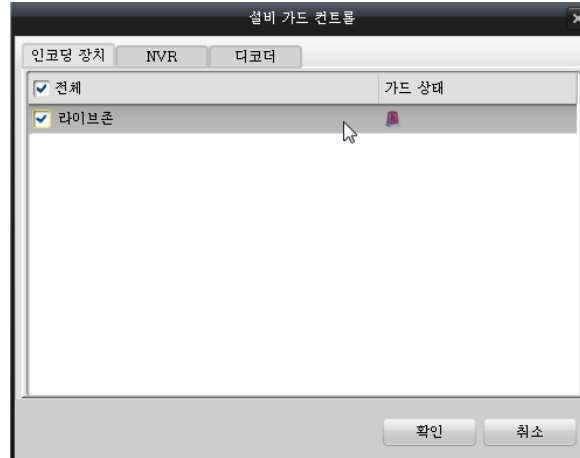 설비 가드 컨트롤
인코딩 장치 NVR 디코더
전체 가드 상태
라이브존
확인 취소